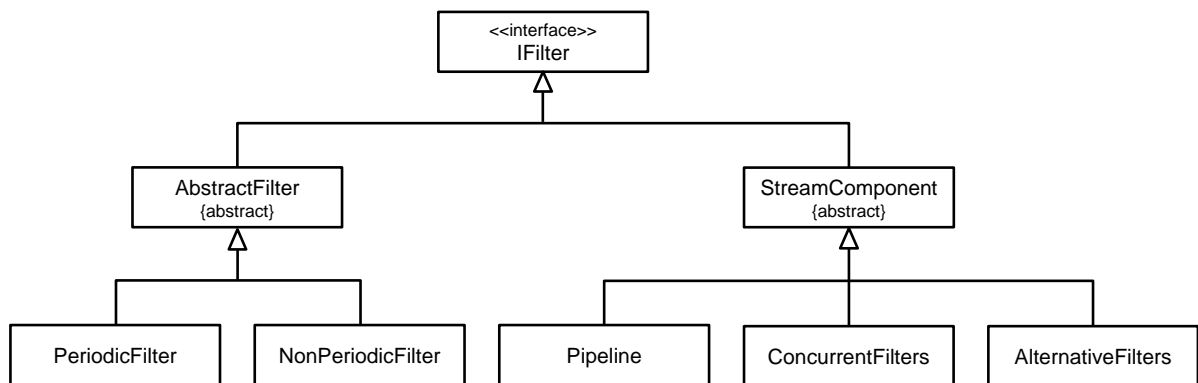 <<interface>>
IFilter
AbstractFilter
{abstract}
StreamComponent
{abstract}
PeriodicFilter
NonPeriodicFilter
Pipeline
ConcurrentFilters
AlternativeFilters